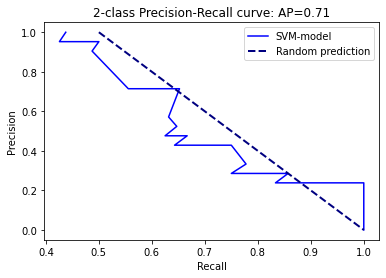 2-class Precision-Recall curve: AP=0.71
SVM-model
Random prediction
Precision
1.0
0.8
0.6
0.4
0.2
0.0
0.4 0.5 0.6 0.7 0.8 0.9 1.0
Recall